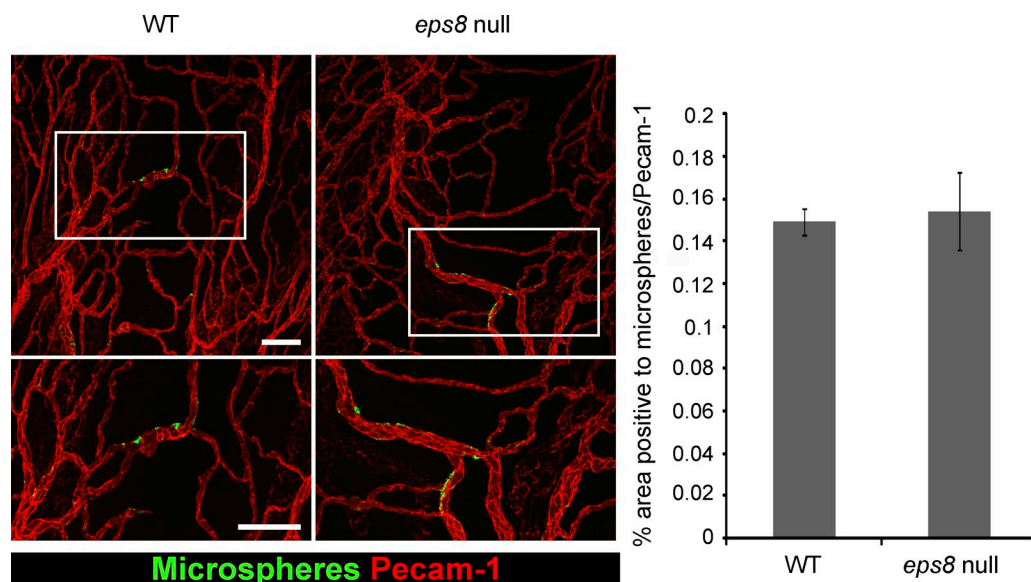 WT
eps8 null
Microspheres Pecam-1
% area positive to microspheres/Pecam-1
0.2
0.18
0.16
0.14
0.12
0.1
0.08
0.06
0.04
0.02
0
WT
eps8 null